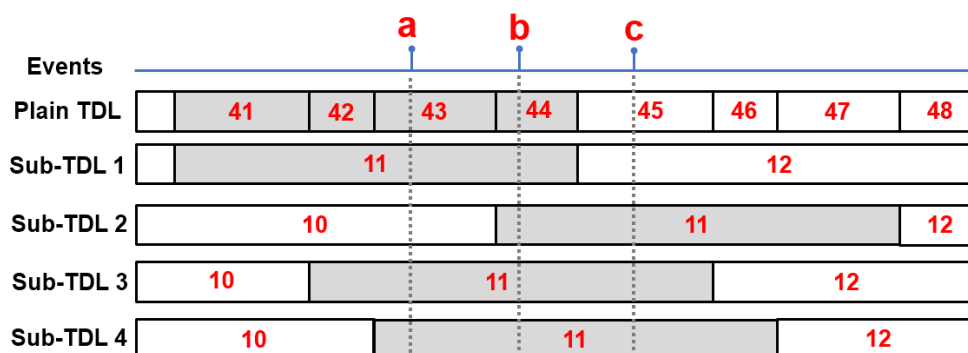 a b c
Events
Plain TDL 41 42 43 44 45 46 47 48
Sub-TDL 1 11 12
Sub-TDL 2 10 11 12
Sub-TDL 3 10 11 12
Sub-TDL 4 10 11 12